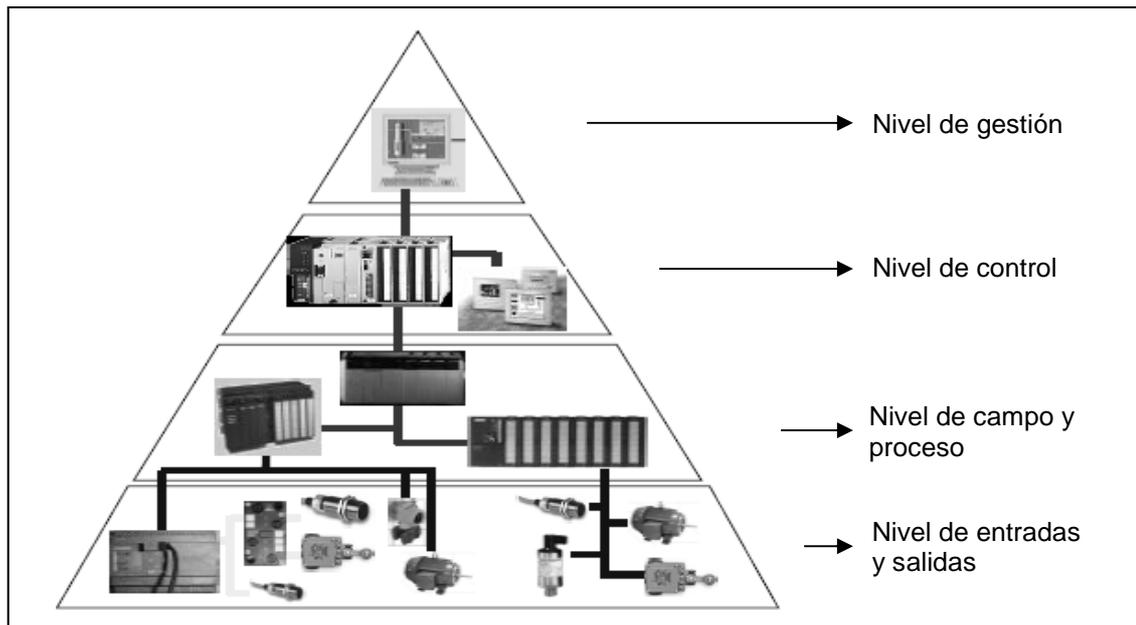 Nivel de gestión
Nivel de control
Nivel de campo y
proceso
Nivel de entradas
y salidas